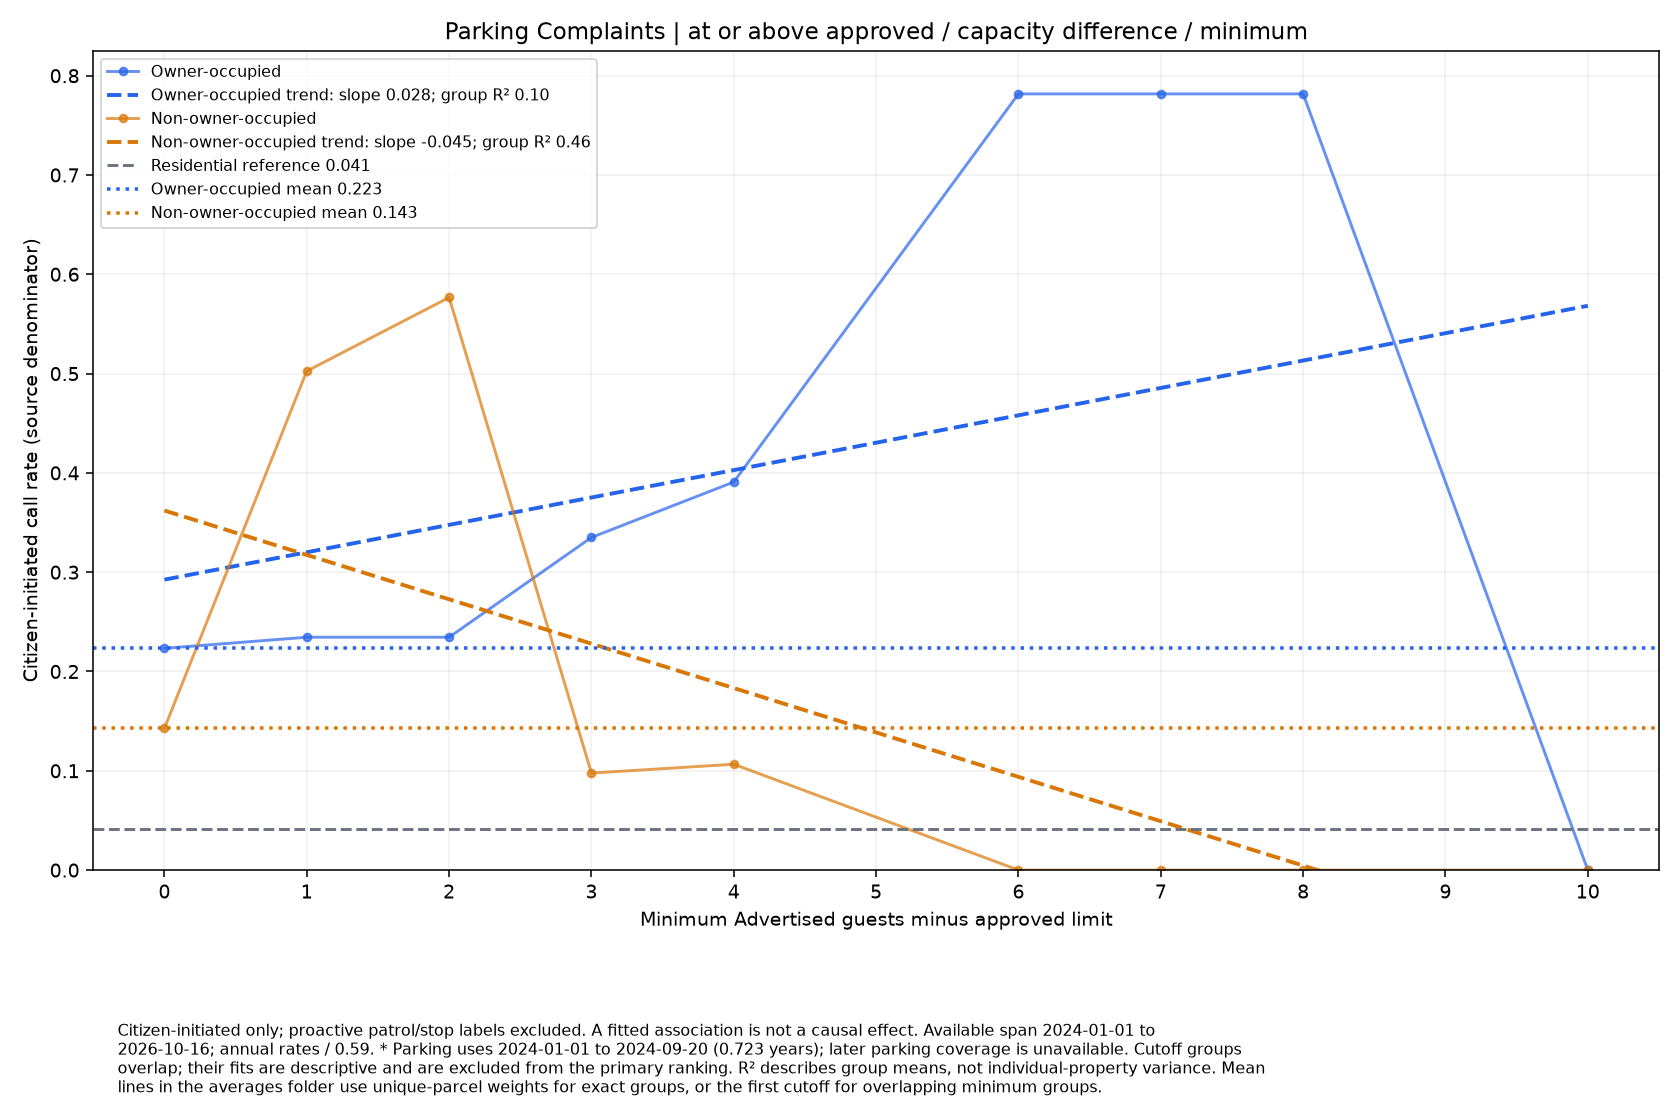 Parking Complaints | at or above approved / capacity difference / minimum
Owner-occupied
Owner-occupied trend: slope 0.028; group R² 0.10
Non-owner-occupied
Non-owner-occupied trend: slope -0.045; group R² 0.46
Residential reference 0.041
Owner-occupied mean 0.223
Non-owner-occupied mean 0.143
Citizen-initiated call rate (source denominator)
0.8
0.7
0.6
0.5
0.4
0.3
0.2
0.1
0.0
0 1 2 3 4 5 6 7 8 9 10
Minimum Advertised guests minus approved limit
Citizen-initiated only; proactive patrol/stop labels excluded. A fitted association is not a causal effect. Available span 2024-01-01 to
2026-10-16; annual rates / 0.59. * Parking uses 2024-01-01 to 2024-09-20 (0.723 years); later parking coverage is unavailable. Cutoff groups
overlap; their fits are descriptive and are excluded from the primary ranking. R² describes group means, not individual-property variance. Mean
lines in the averages folder use unique-parcel weights for exact groups, or the first cutoff for overlapping minimum groups.